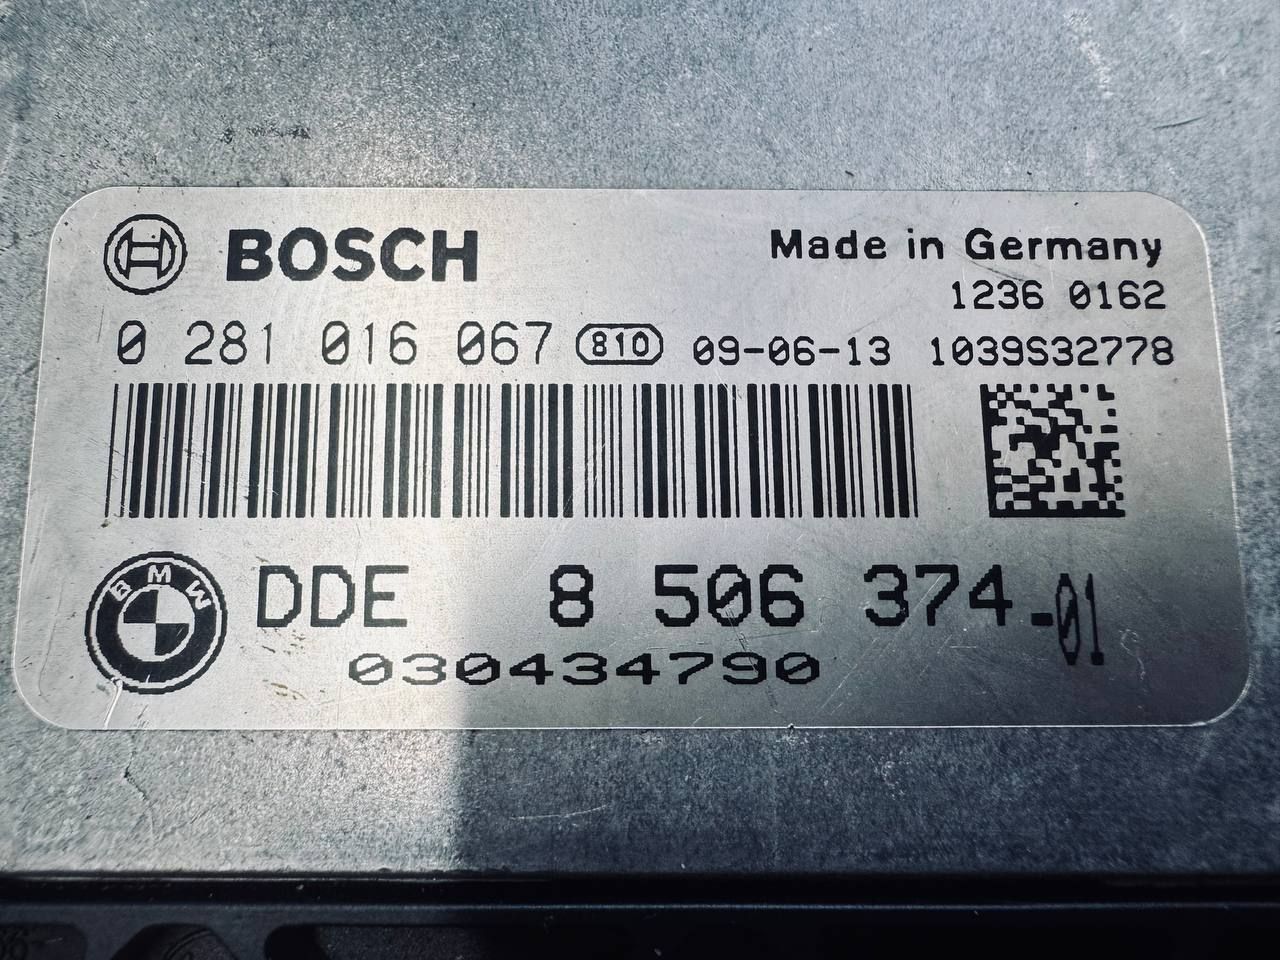 BOSCH Made in Germany
1236 0162
0 281 016 067 810 09-06-13 1039S32778
BMW
DDE 8 506 374.01
030434790